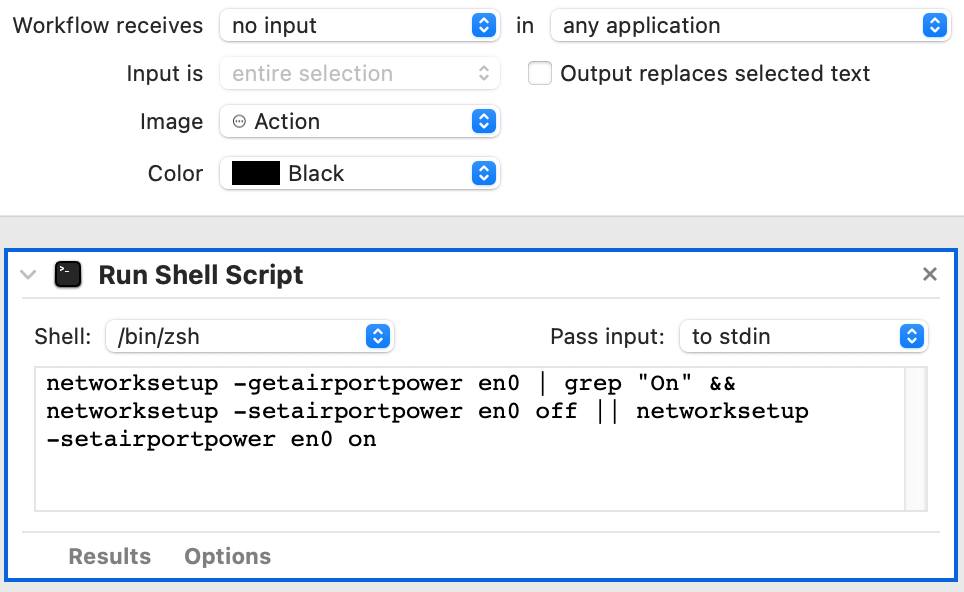 Workflow receives no input in any application
Input is entire selection Output replaces selected text
Image Action
Color Black
Run Shell Script
Shell: /bin/zsh Pass input: to stdin
networksetup -getairportpower en0 | grep "On" &&
networksetup -setairportpower en0 off || networksetup
-setairportpower en0 on
Results Options